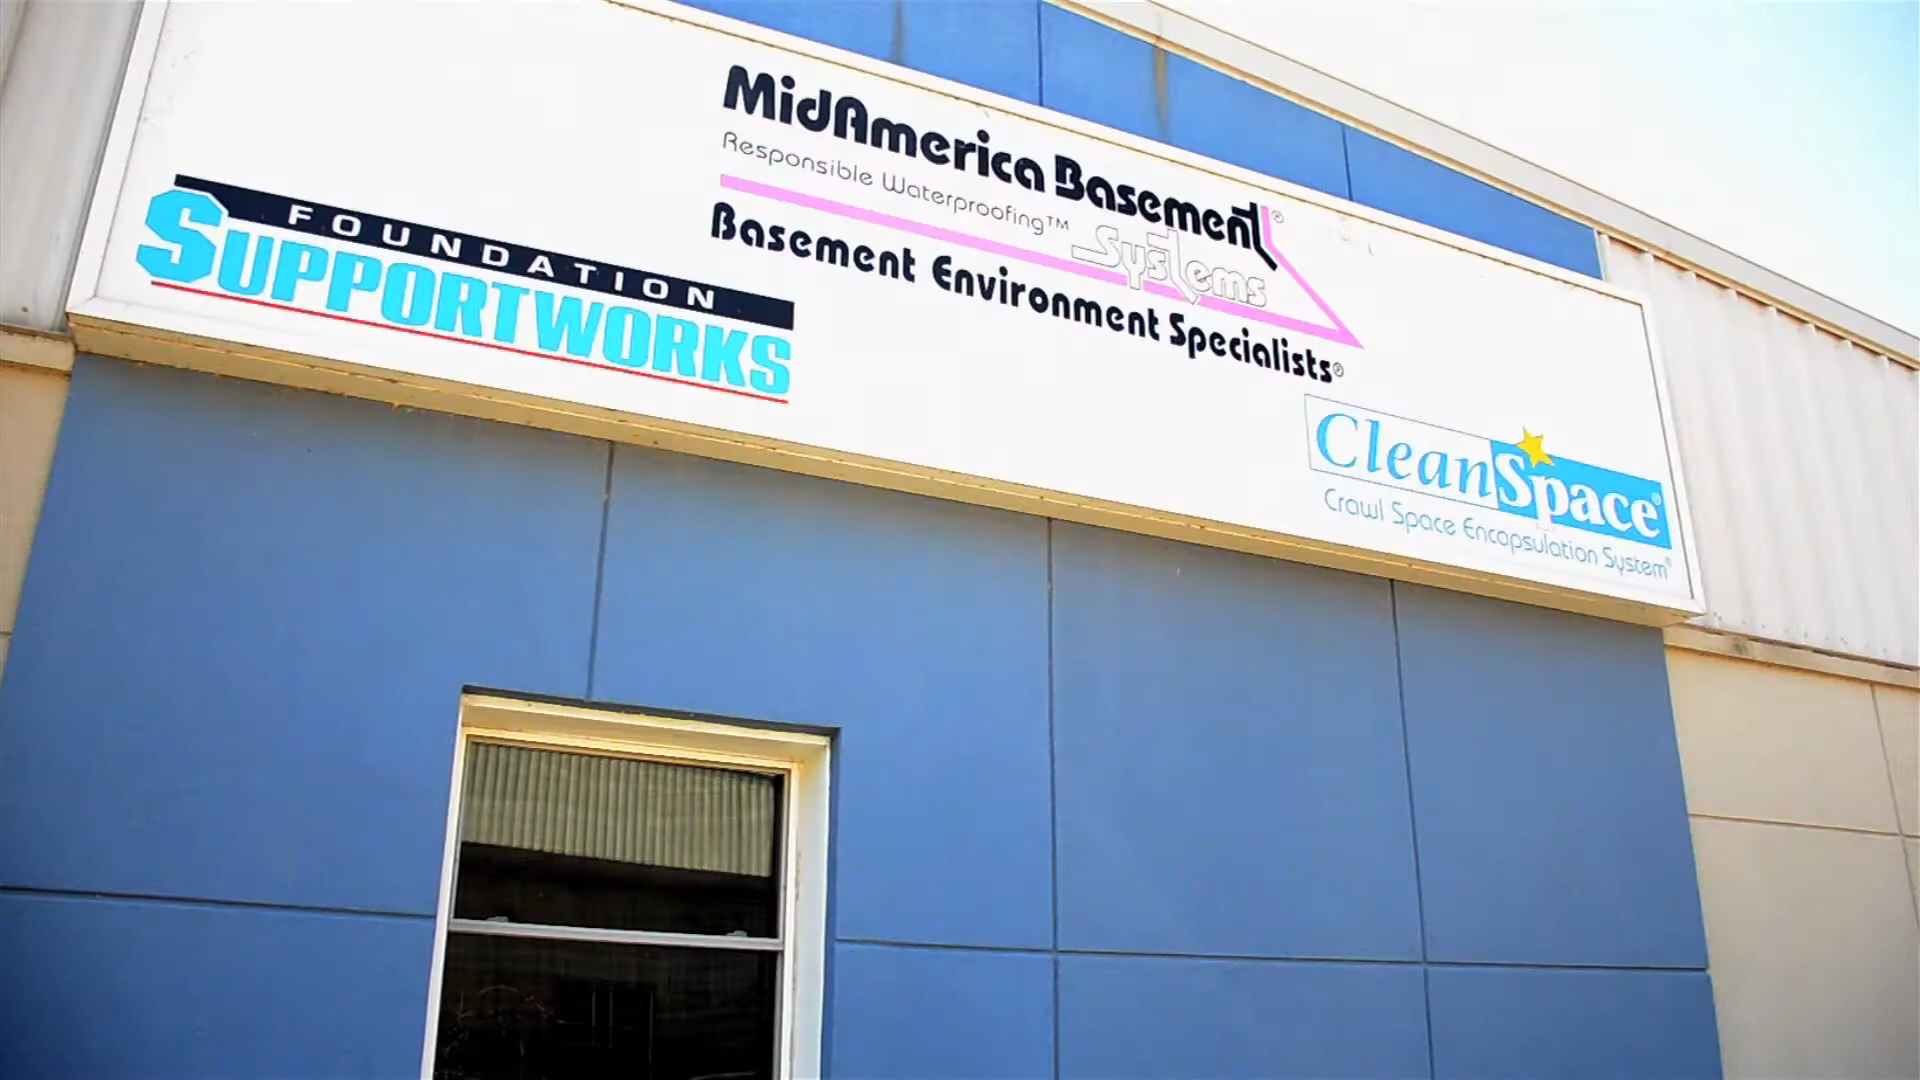 FOUNDATION
SUPPORTWORKS
MidAmerica Basement®
Responsible Waterproofing™
Systems
Basement Environment Specialists®
CleanSpace®
Crawl Space Encapsulation System®